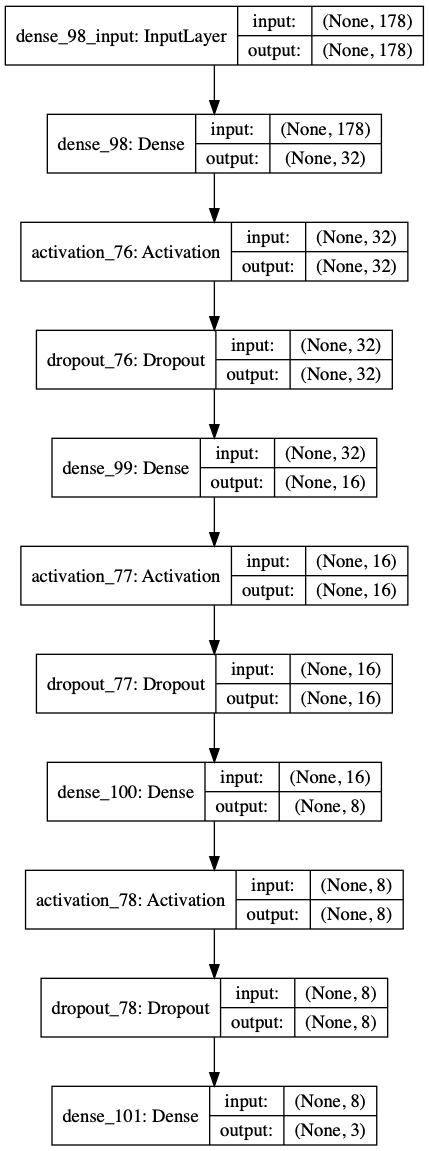 dense_98_input: InputLayer
input: (None, 178)
output: (None, 178)
dense_98: Dense
input: (None, 178)
output: (None, 32)
activation_76: Activation
input: (None, 32)
output: (None, 32)
dropout_76: Dropout
input: (None, 32)
output: (None, 32)
dense_99: Dense
input: (None, 32)
output: (None, 16)
activation_77: Activation
input: (None, 16)
output: (None, 16)
dropout_77: Dropout
input: (None, 16)
output: (None, 16)
dense_100: Dense
input: (None, 16)
output: (None, 8)
activation_78: Activation
input: (None, 8)
output: (None, 8)
dropout_78: Dropout
input: (None, 8)
output: (None, 8)
dense_101: Dense
input: (None, 8)
output: (None, 3)